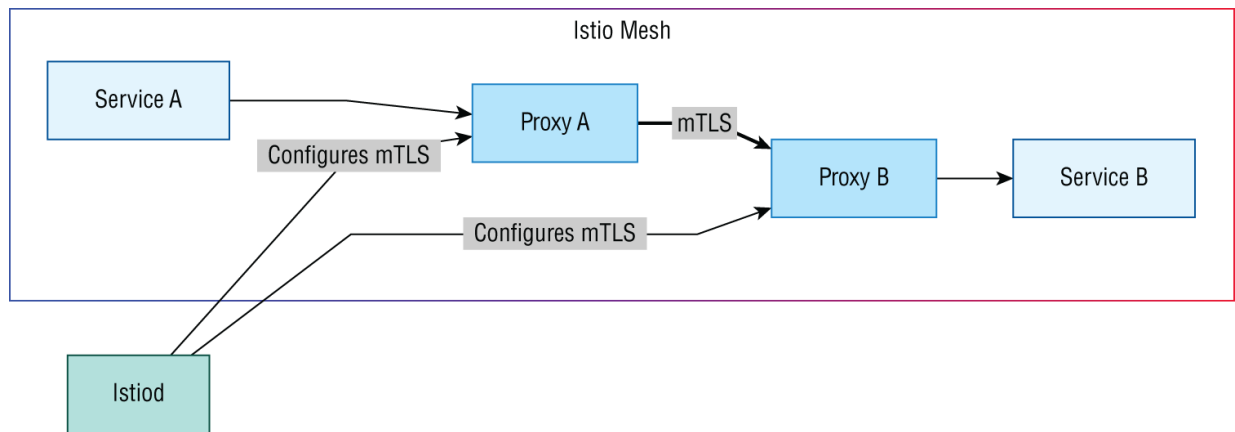 Istio Mesh
Service A
Proxy A
mTLS
Configures mTLS
Proxy B
Service B
Configures mTLS
Istiod